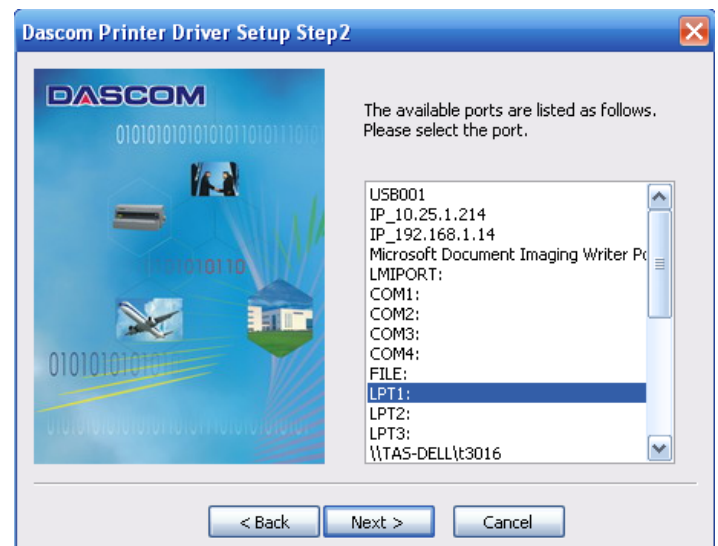 Dascom Printer Driver Setup Step2
DASCOM
The available ports are listed as follows.
Please select the port.
USB001
IP_10.25.1.214
IP_192.168.1.14
Microsoft Document Imaging Writer Po
LMIPORT:
COM1:
COM2:
COM3:
COM4:
FILE:
LPT1:
LPT2:
LPT3:
\\TAS-DELL\t3016
< Back
Next >
Cancel